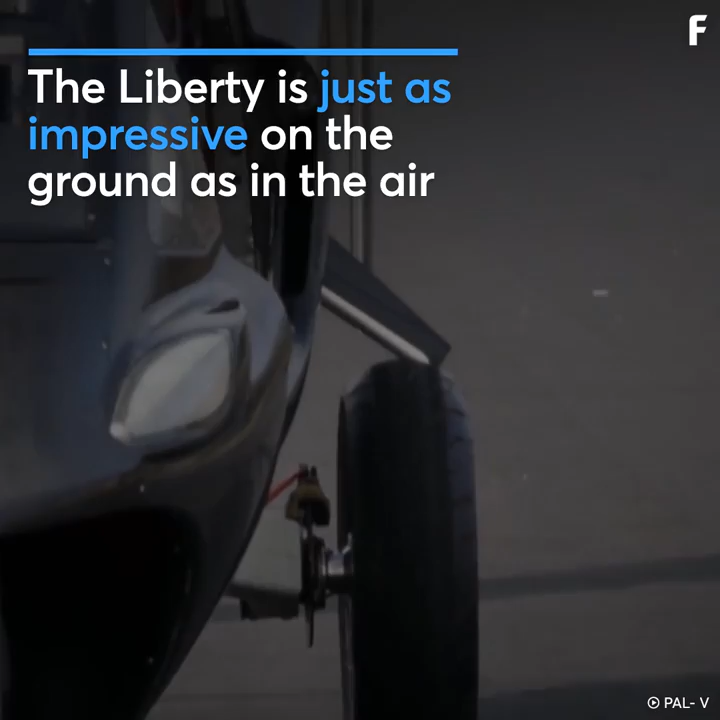 F
The Liberty is just as
impressive on the
ground as in the air
PAL- V